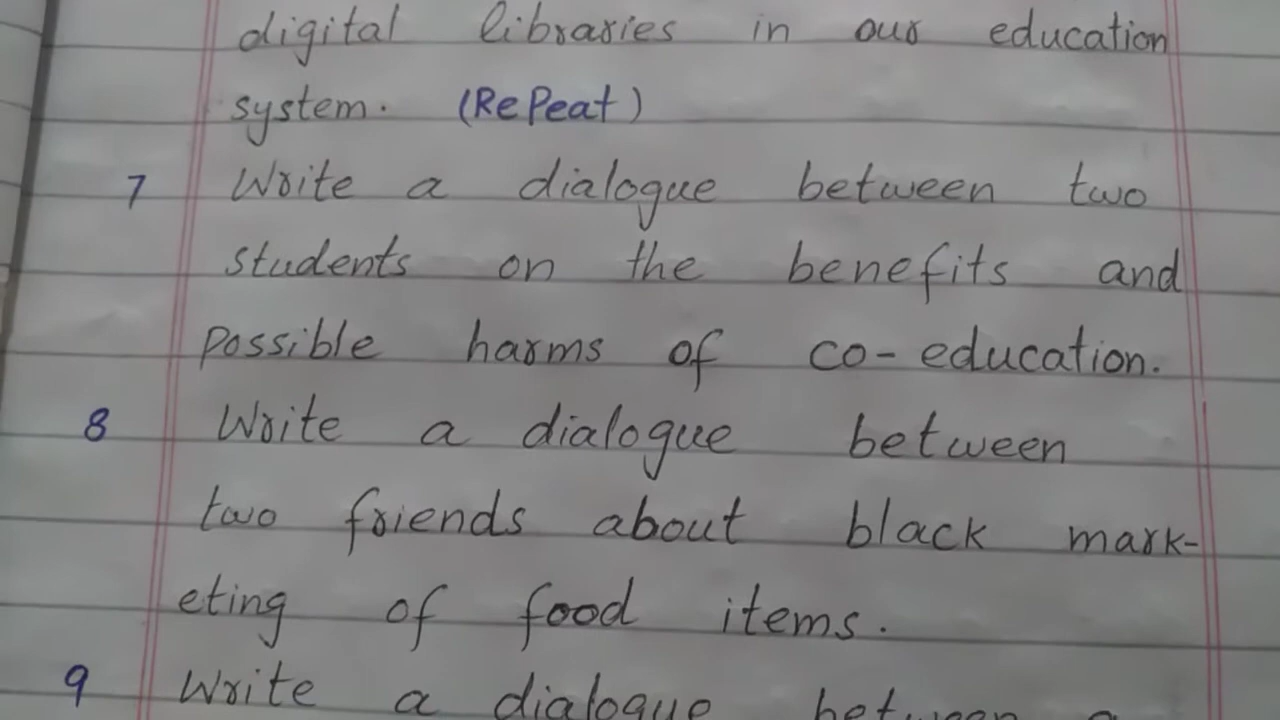 digital libraries in our education
system. (RePeat)
7 Write a dialogue between two
students on the benefits and
possible harms of co-education.
8 Write a dialogue between
two friends about black mark-
eting of food items.
9 Write a dialogue between a